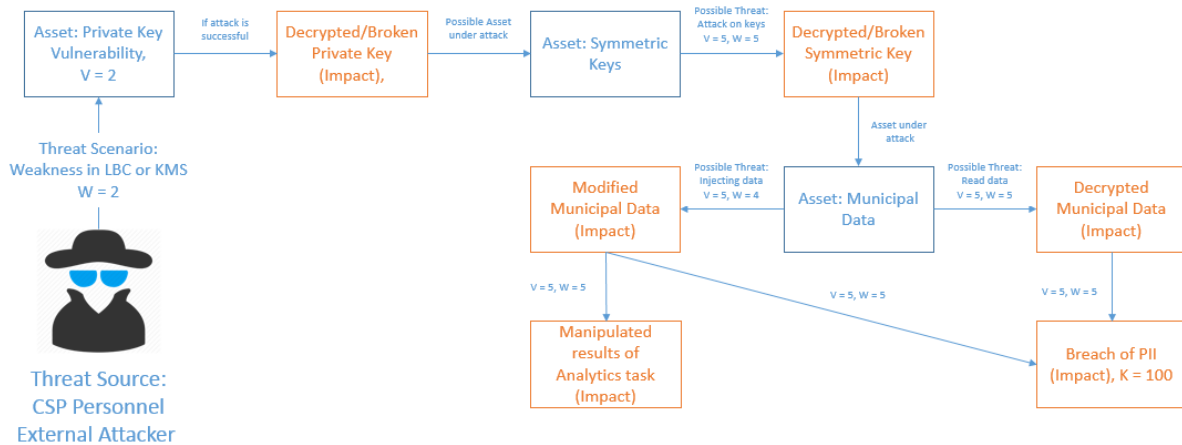 Asset: Private Key
Vulnerability,
V = 2
If attack is
successful
Decrypted/Broken
Private Key
(Impact),
Possible Asset
under attack
Asset: Symmetric
Keys
Possible Threat:
Attack on keys
V = 5, W = 5
Decrypted/Broken
Symmetric Key
(Impact)
Threat Scenario:
Weakness in LBC or KMS
W = 2
Asset under
attack
Modified
Municipal Data
(Impact)
Possible Threat:
Injecting data
V = 5, W = 4
Asset: Municipal
Data
Possible Threat:
Read data
V = 5, W = 5
Decrypted
Municipal Data
(Impact)
V = 5, W = 5
V = 5, W = 5
V = 5, W = 5
Manipulated
results of
Analytics task
(Impact)
Breach of PII
(Impact), K = 100
Threat Source:
CSP Personnel
External Attacker